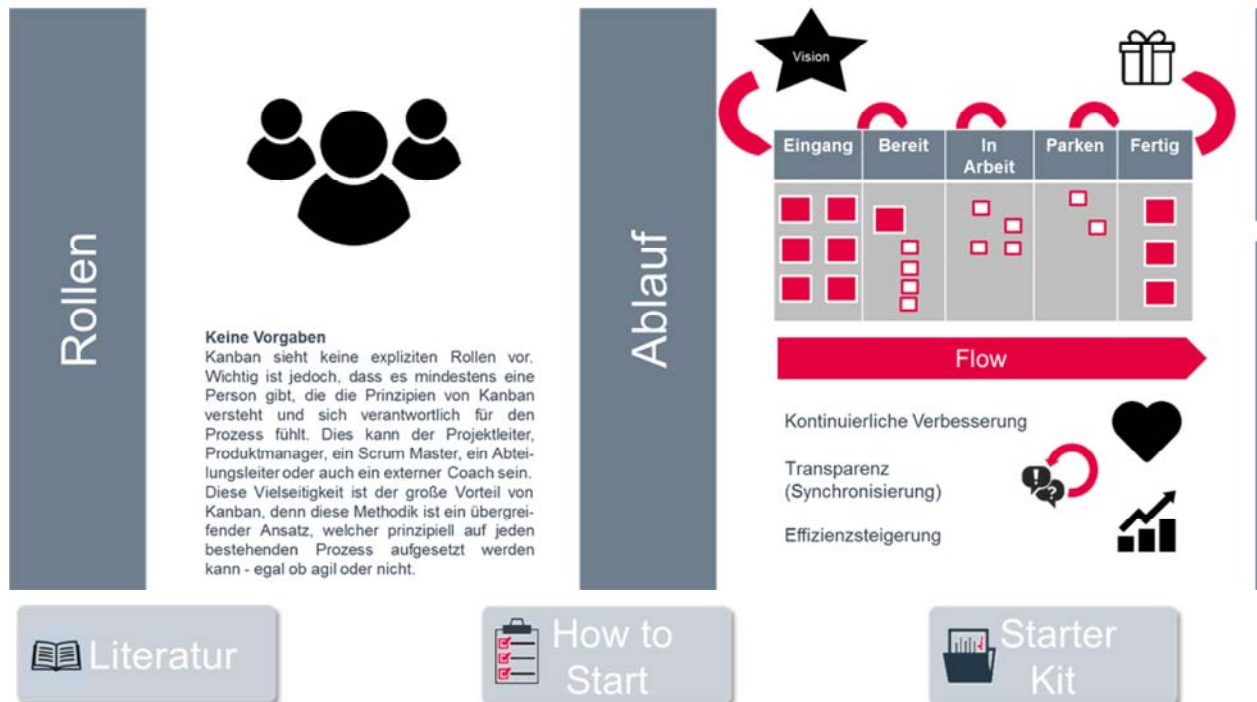 Rollen
Keine Vorgaben
Kanban sieht keine expliziten Rollen vor.
Wichtig ist jedoch, dass es mindestens eine
Person gibt, die die Prinzipien von Kanban
versteht und sich verantwortlich für den
Prozess fühlt. Dies kann der Projektleiter,
Produktmanager, ein Scrum Master, ein Abtei-
lungsleiter oder auch ein externer Coach sein.
Diese Vielseitigkeit ist der große Vorteil von
Kanban, denn diese Methodik ist ein übergrei-
fender Ansatz, welcher prinzipiell auf jeden
bestehenden Prozess aufgesetzt werden
kann - egal ob agil oder nicht.
Ablauf
Vision
Eingang Bereit In Parken Fertig
Arbeit
Flow
Kontinuierliche Verbesserung
Transparenz
(Synchronisierung)
! ?
Effizienzsteigerung
Literatur
How to
Start
Starter
Kit